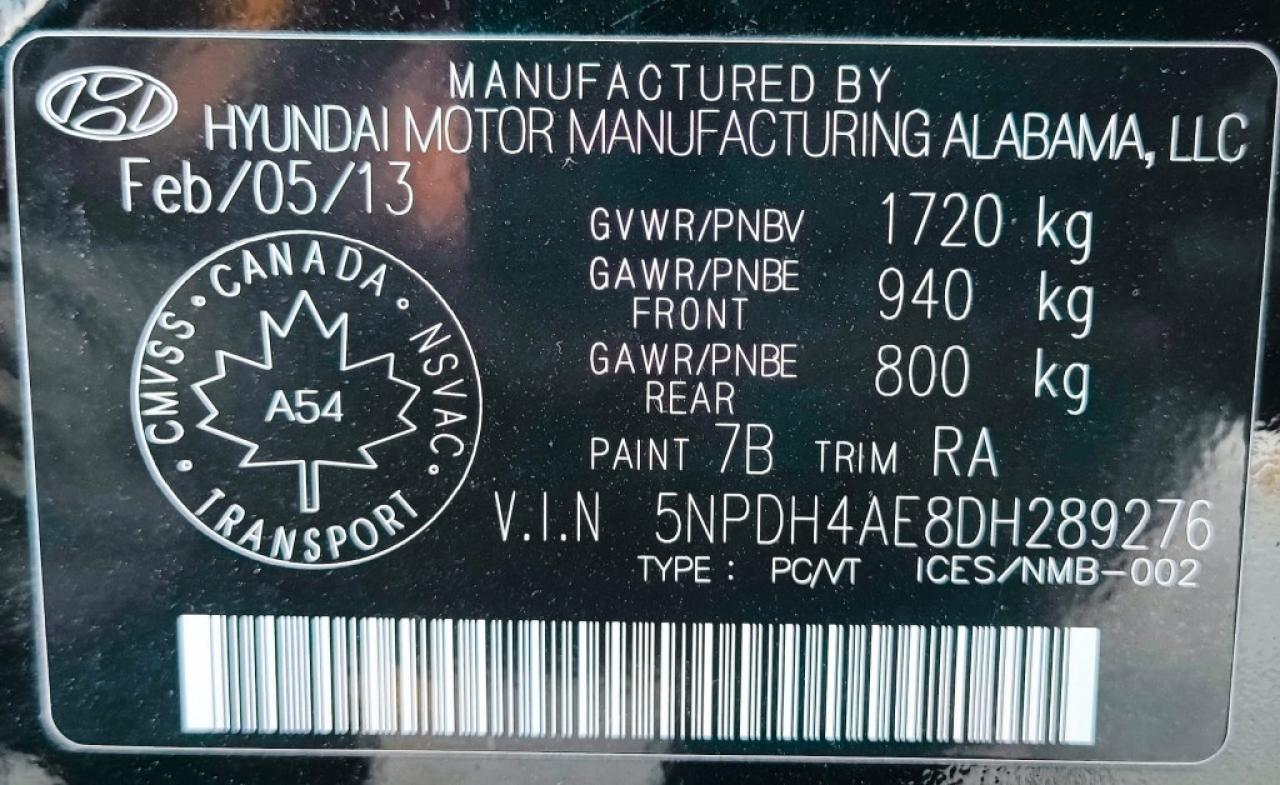 MANUFACTURED BY
HYUNDAI MOTOR MANUFACTURING ALABAMA, LLC
Feb/05/13
GVWR/PNBV 1720 kg
GAWR/PNBE FRONT 940 kg
GAWR/PNBE REAR 800 kg
PAINT 7B TRIM RA
V.I.N 5NPDH4AE8DH289276
TYPE : PC/VT ICES/NMB-002
CANADA
CMVSS • NSVAC
A54
TRANSPORT